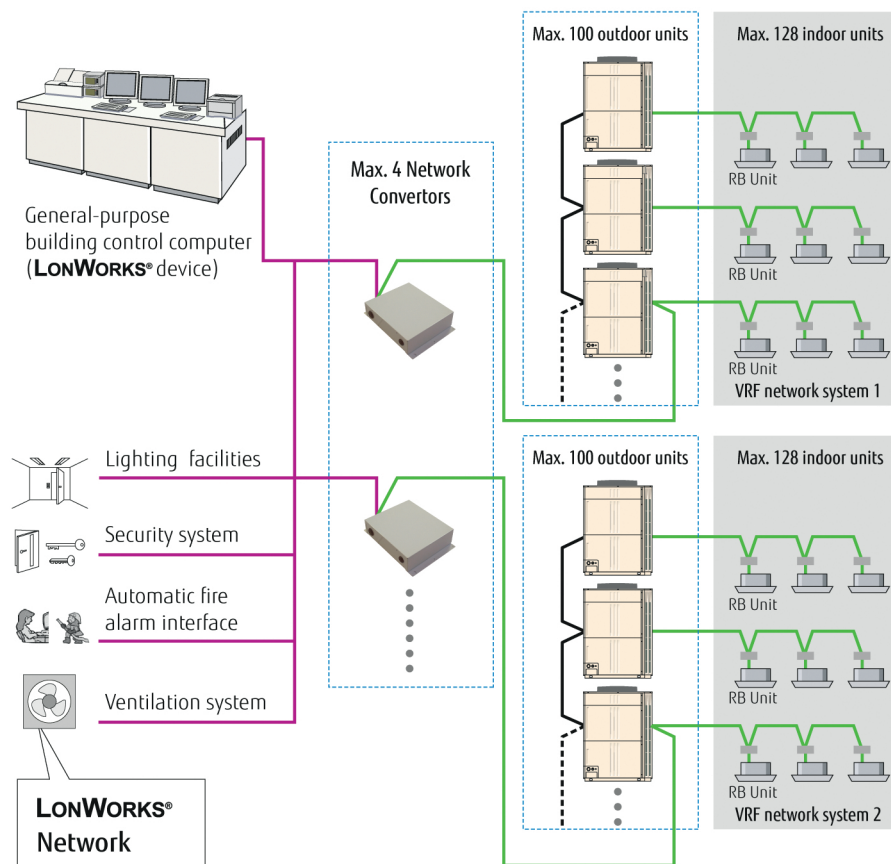 General-purpose
building control computer
(LONWORKS® device)
Max. 4 Network
Convertors
Max. 100 outdoor units
Max. 128 indoor units
RB Unit
RB Unit
RB Unit
VRF network system 1
Lighting facilities
Security system
Automatic fire
alarm interface
Ventilation system
LONWORKS®
Network
Max. 100 outdoor units
Max. 128 indoor units
RB Unit
RB Unit
RB Unit
VRF network system 2